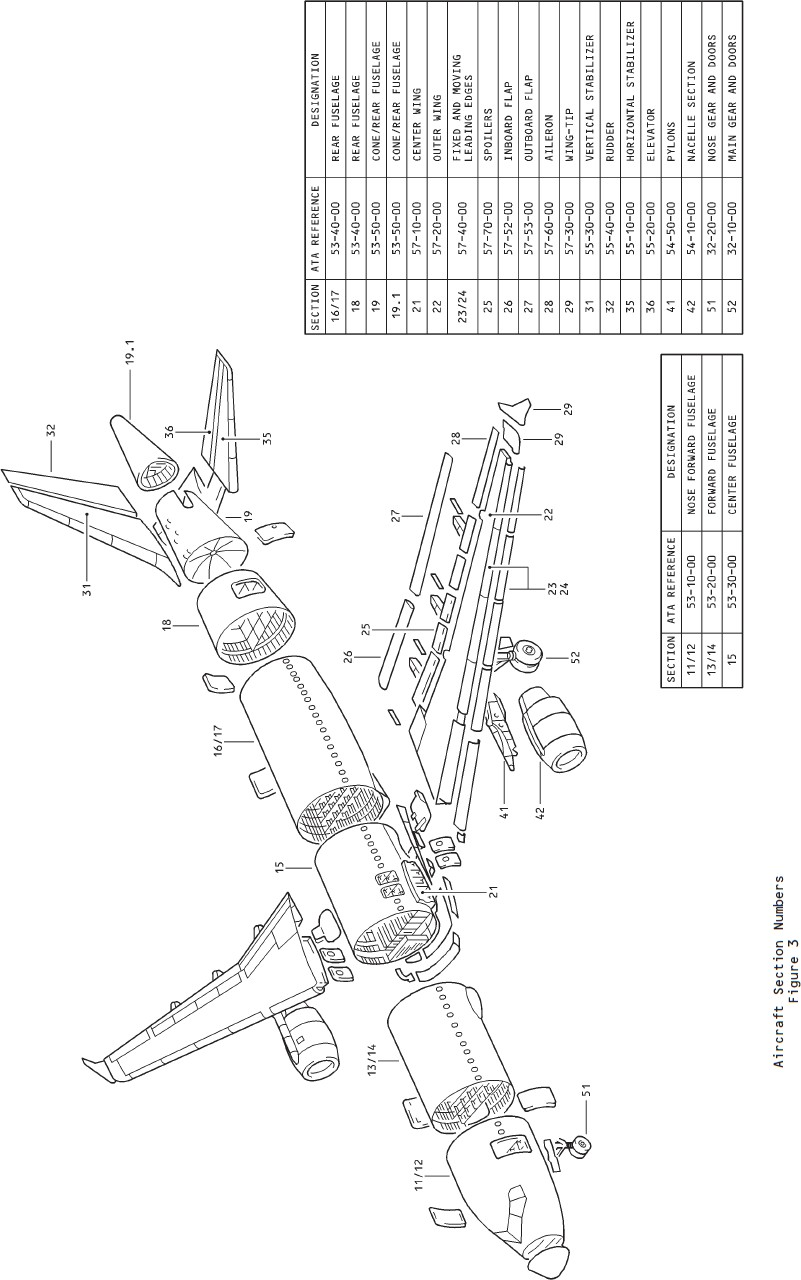 19.1
32
36
35
31
19
18
16/17
15
27
28
29
29
22
23
24
25
26
52
41
42
21
13/14
51
11/12
SECTION ATA REFERENCE DESIGNATION
16/17 53-40-00 REAR FUSELAGE
18 53-40-00 REAR FUSELAGE
19 53-50-00 CONE/REAR FUSELAGE
19.1 53-50-00 CONE/REAR FUSELAGE
21 57-10-00 CENTER WING
22 57-20-00 OUTER WING
23/24 57-40-00 FIXED AND MOVING
LEADING EDGES
25 57-70-00 SPOILERS
26 57-52-00 INBOARD FLAP
27 57-53-00 OUTBOARD FLAP
28 57-60-00 AILERON
29 57-30-00 WING-TIP
31 55-30-00 VERTICAL STABILIZER
32 55-40-00 RUDDER
35 55-10-00 HORIZONTAL STABILIZER
36 55-20-00 ELEVATOR
41 54-50-00 PYLONS
42 54-10-00 NACELLE SECTION
51 32-20-00 NOSE GEAR AND DOORS
52 32-10-00 MAIN GEAR AND DOORS
SECTION ATA REFERENCE DESIGNATION
11/12 53-10-00 NOSE FORWARD FUSELAGE
13/14 53-20-00 FORWARD FUSELAGE
15 53-30-00 CENTER FUSELAGE
Aircraft Section Numbers
Figure 3